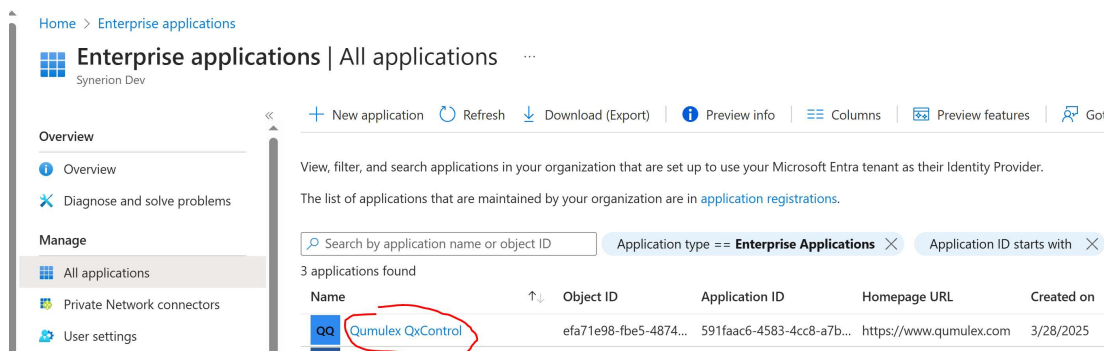 Home > Enterprise applications
Enterprise applications | All applications ...
Synerion Dev
Overview
Overview
Diagnose and solve problems
Manage
All applications
Private Network connectors
User settings
New application Refresh Download (Export) Preview info Columns Preview features Got
View, filter, and search applications in your organization that are set up to use your Microsoft Entra tenant as their Identity Provider.
The list of applications that are maintained by your organization are in application registrations.
Search by application name or object ID Application type == Enterprise Applications Application ID starts with
3 applications found
Name Object ID Application ID Homepage URL Created on
QQ Qumulex QxControl efa71e98-fbe5-4874... 591faac6-4583-4cc8-a7b... https://www.qumulex.com 3/28/2025